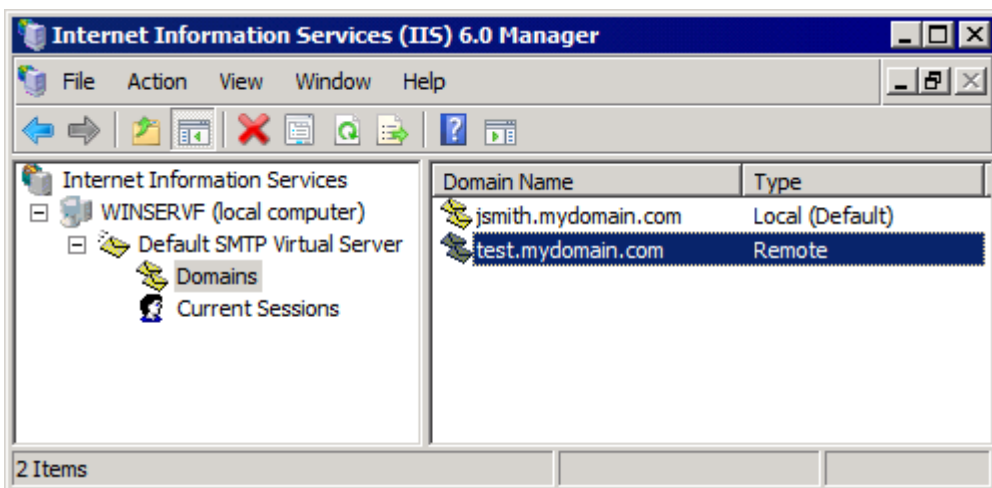 Internet Information Services (IIS) 6.0 Manager
File Action View Window Help
Internet Information Services
WINSERVF (local computer)
Default SMTP Virtual Server
Domains
Current Sessions
Domain Name Type
jsmith.mydomain.com Local (Default)
test.mydomain.com Remote
2 Items